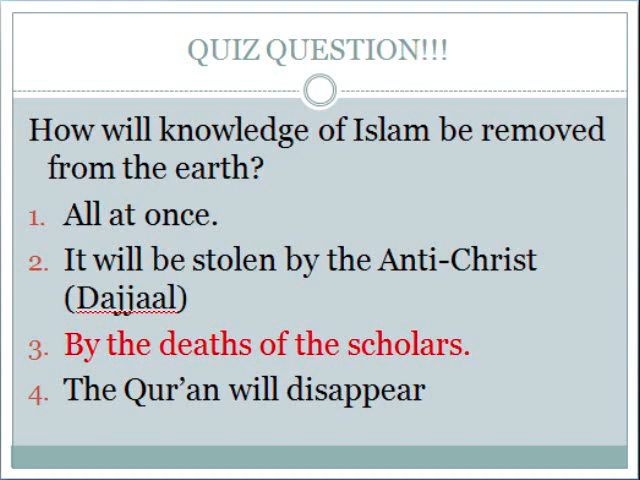 QUIZ QUESTION!!!
How will knowledge of Islam be removed
from the earth?
1. All at once.
2. It will be stolen by the Anti-Christ
(Dajjaal)
3. By the deaths of the scholars.
4. The Qur’an will disappear